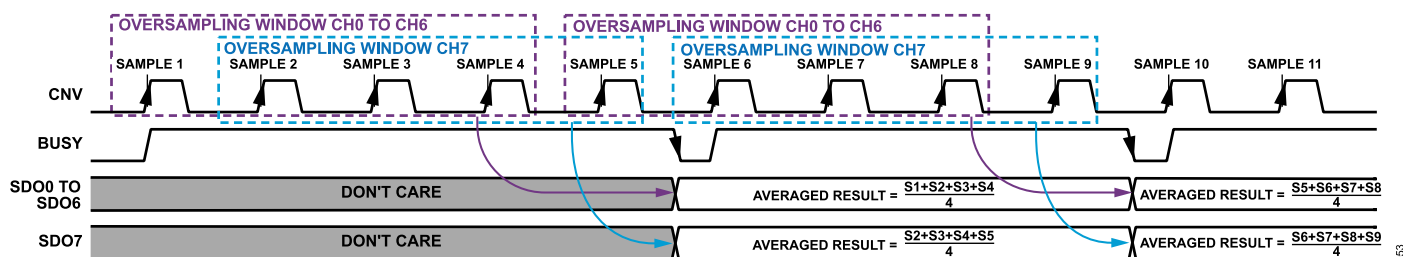 OVERSAMPLING WINDOW CH0 TO CH6
OVERSAMPLING WINDOW CH0 TO CH6
OVERSAMPLING WINDOW CH7
OVERSAMPLING WINDOW CH7
SAMPLE 1
SAMPLE 2
SAMPLE 3
SAMPLE 4
SAMPLE 5
SAMPLE 6
SAMPLE 7
SAMPLE 8
SAMPLE 9
SAMPLE 10
SAMPLE 11
CNV
BUSY
SDO0 TO
SDO6
DON'T CARE
AVERAGED RESULT = S1+S2+S3+S4
4
AVERAGED RESULT = S5+S6+S7+S8
4
SDO7
DON'T CARE
AVERAGED RESULT = S2+S3+S4+S5
4
AVERAGED RESULT = S6+S7+S8+S9
4
53